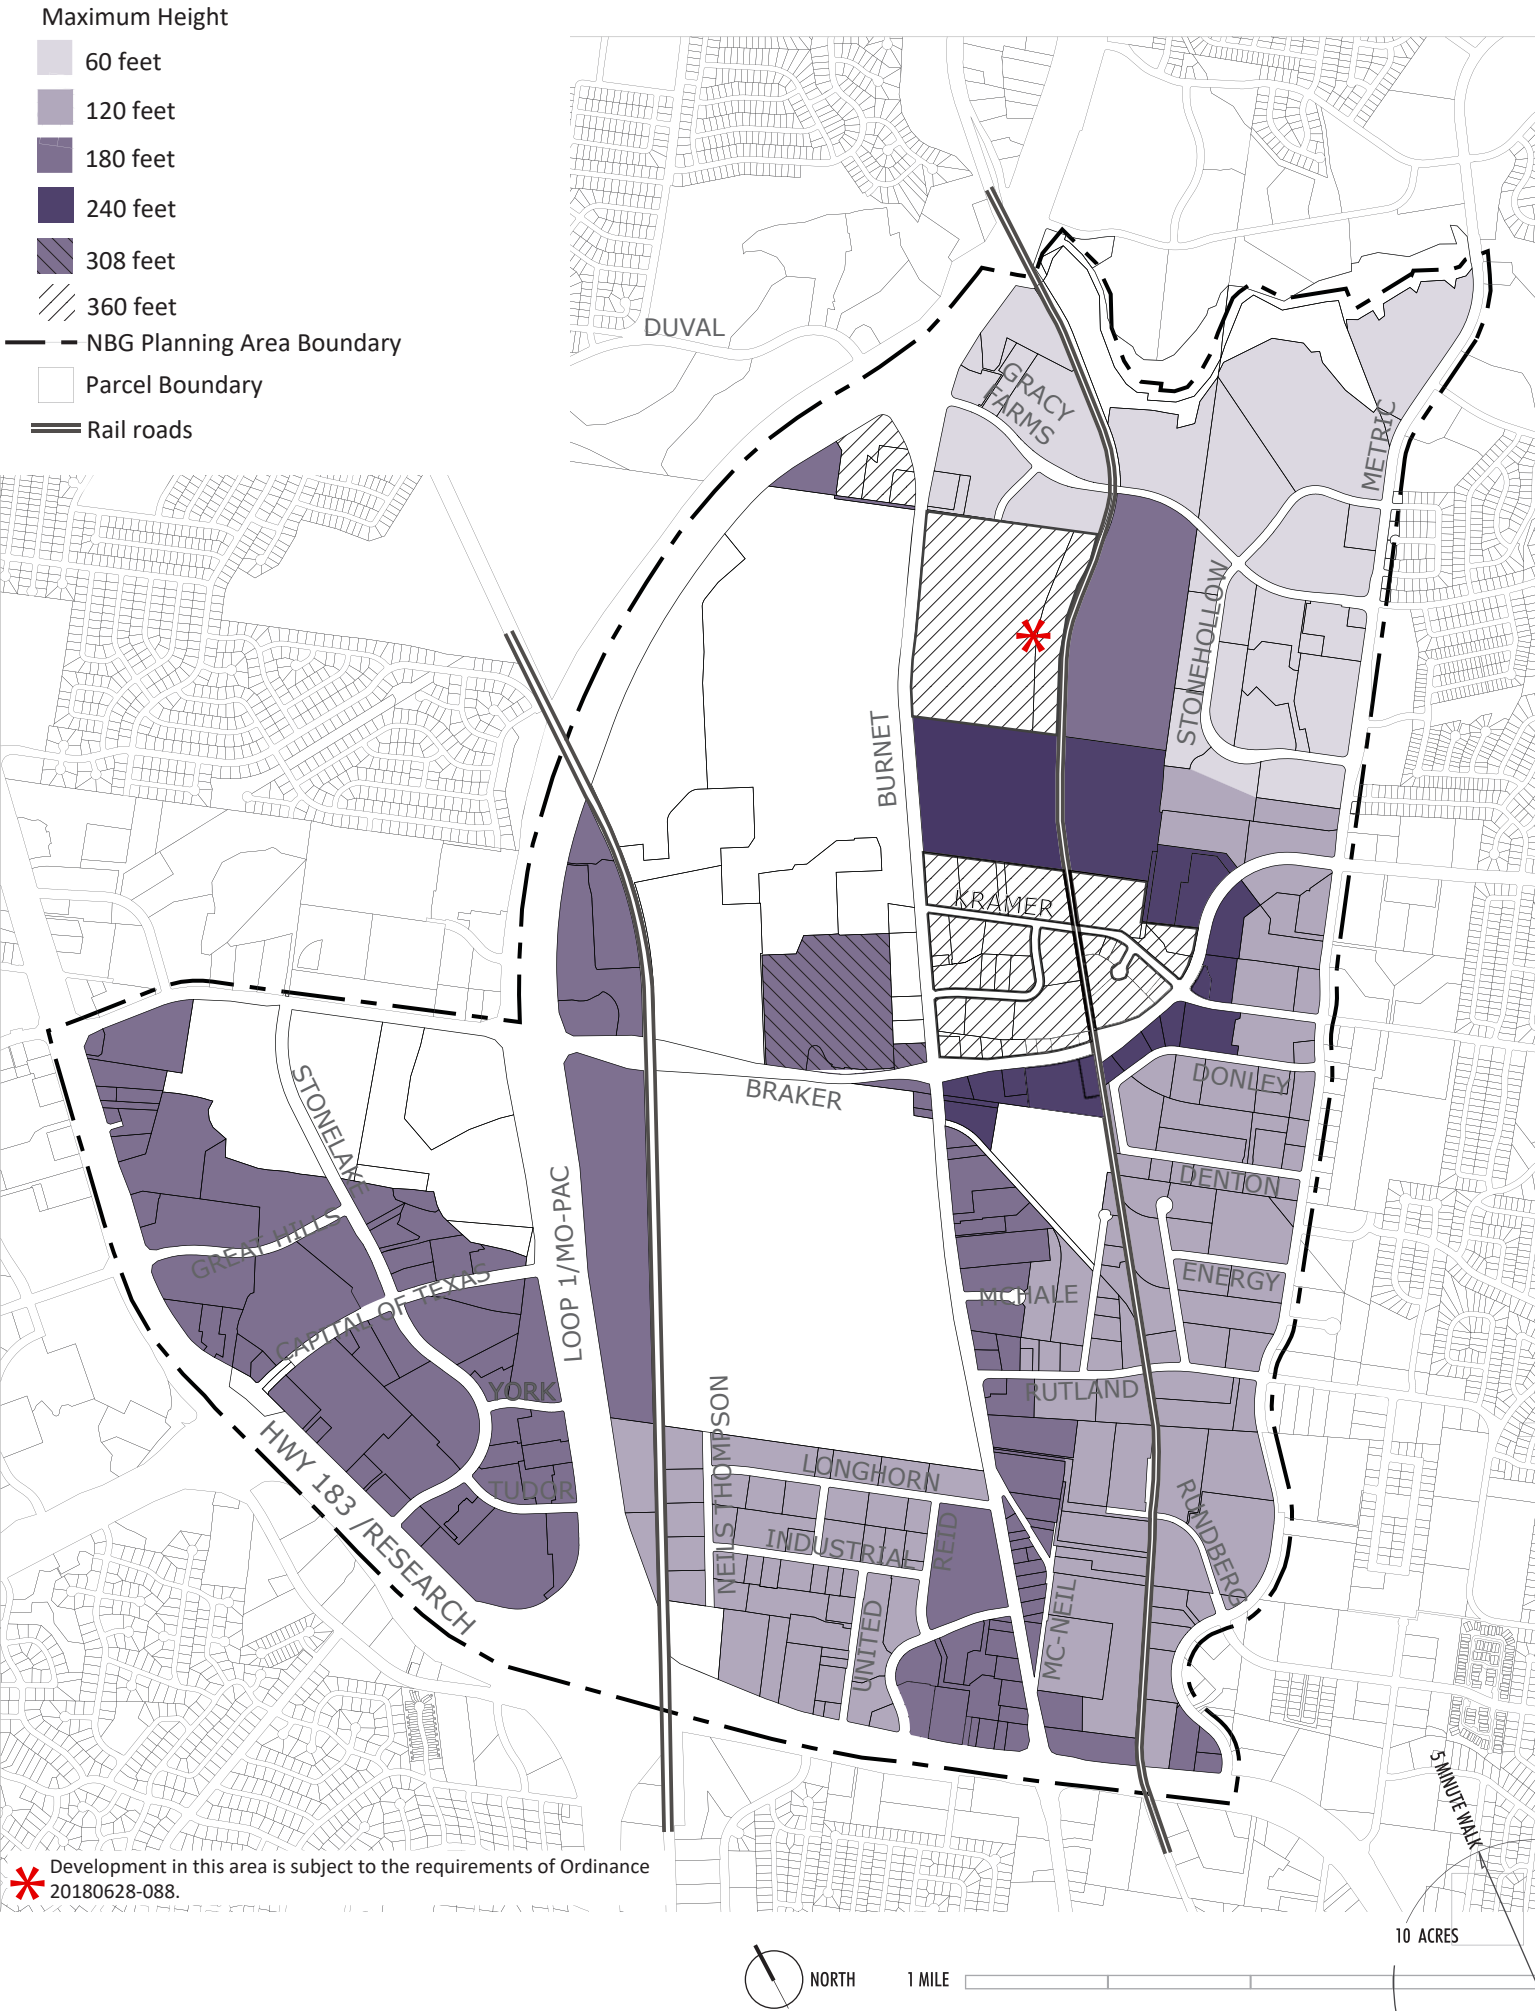 Maximum Height
60 feet
120 feet
180 feet
240 feet
308 feet
360 feet
NBG Planning Area Boundary
Parcel Boundary
Rail roads
DUVAL
GRACY
FARMS
METRIC
STONEHOLLOW
BURNET
KRAMER
BRAKER
DONLEY
DENTON
STONELAKE
GREAT HILLS
CAPITAL OF TEXAS
LOOP 1/MO-PAC
ENERGY
MCHALE
YORK
RUTLAND
HWY 183 /RESEARCH
TUDOR
NEILS THOMPSON
LONGHORN
INDUSTRIAL
REID
RUNDBERG
UNITED
MC-NEIL
5 MINUTE WALK
Development in this area is subject to the requirements of Ordinance
20180628-088.
10 ACRES
NORTH
1 MILE